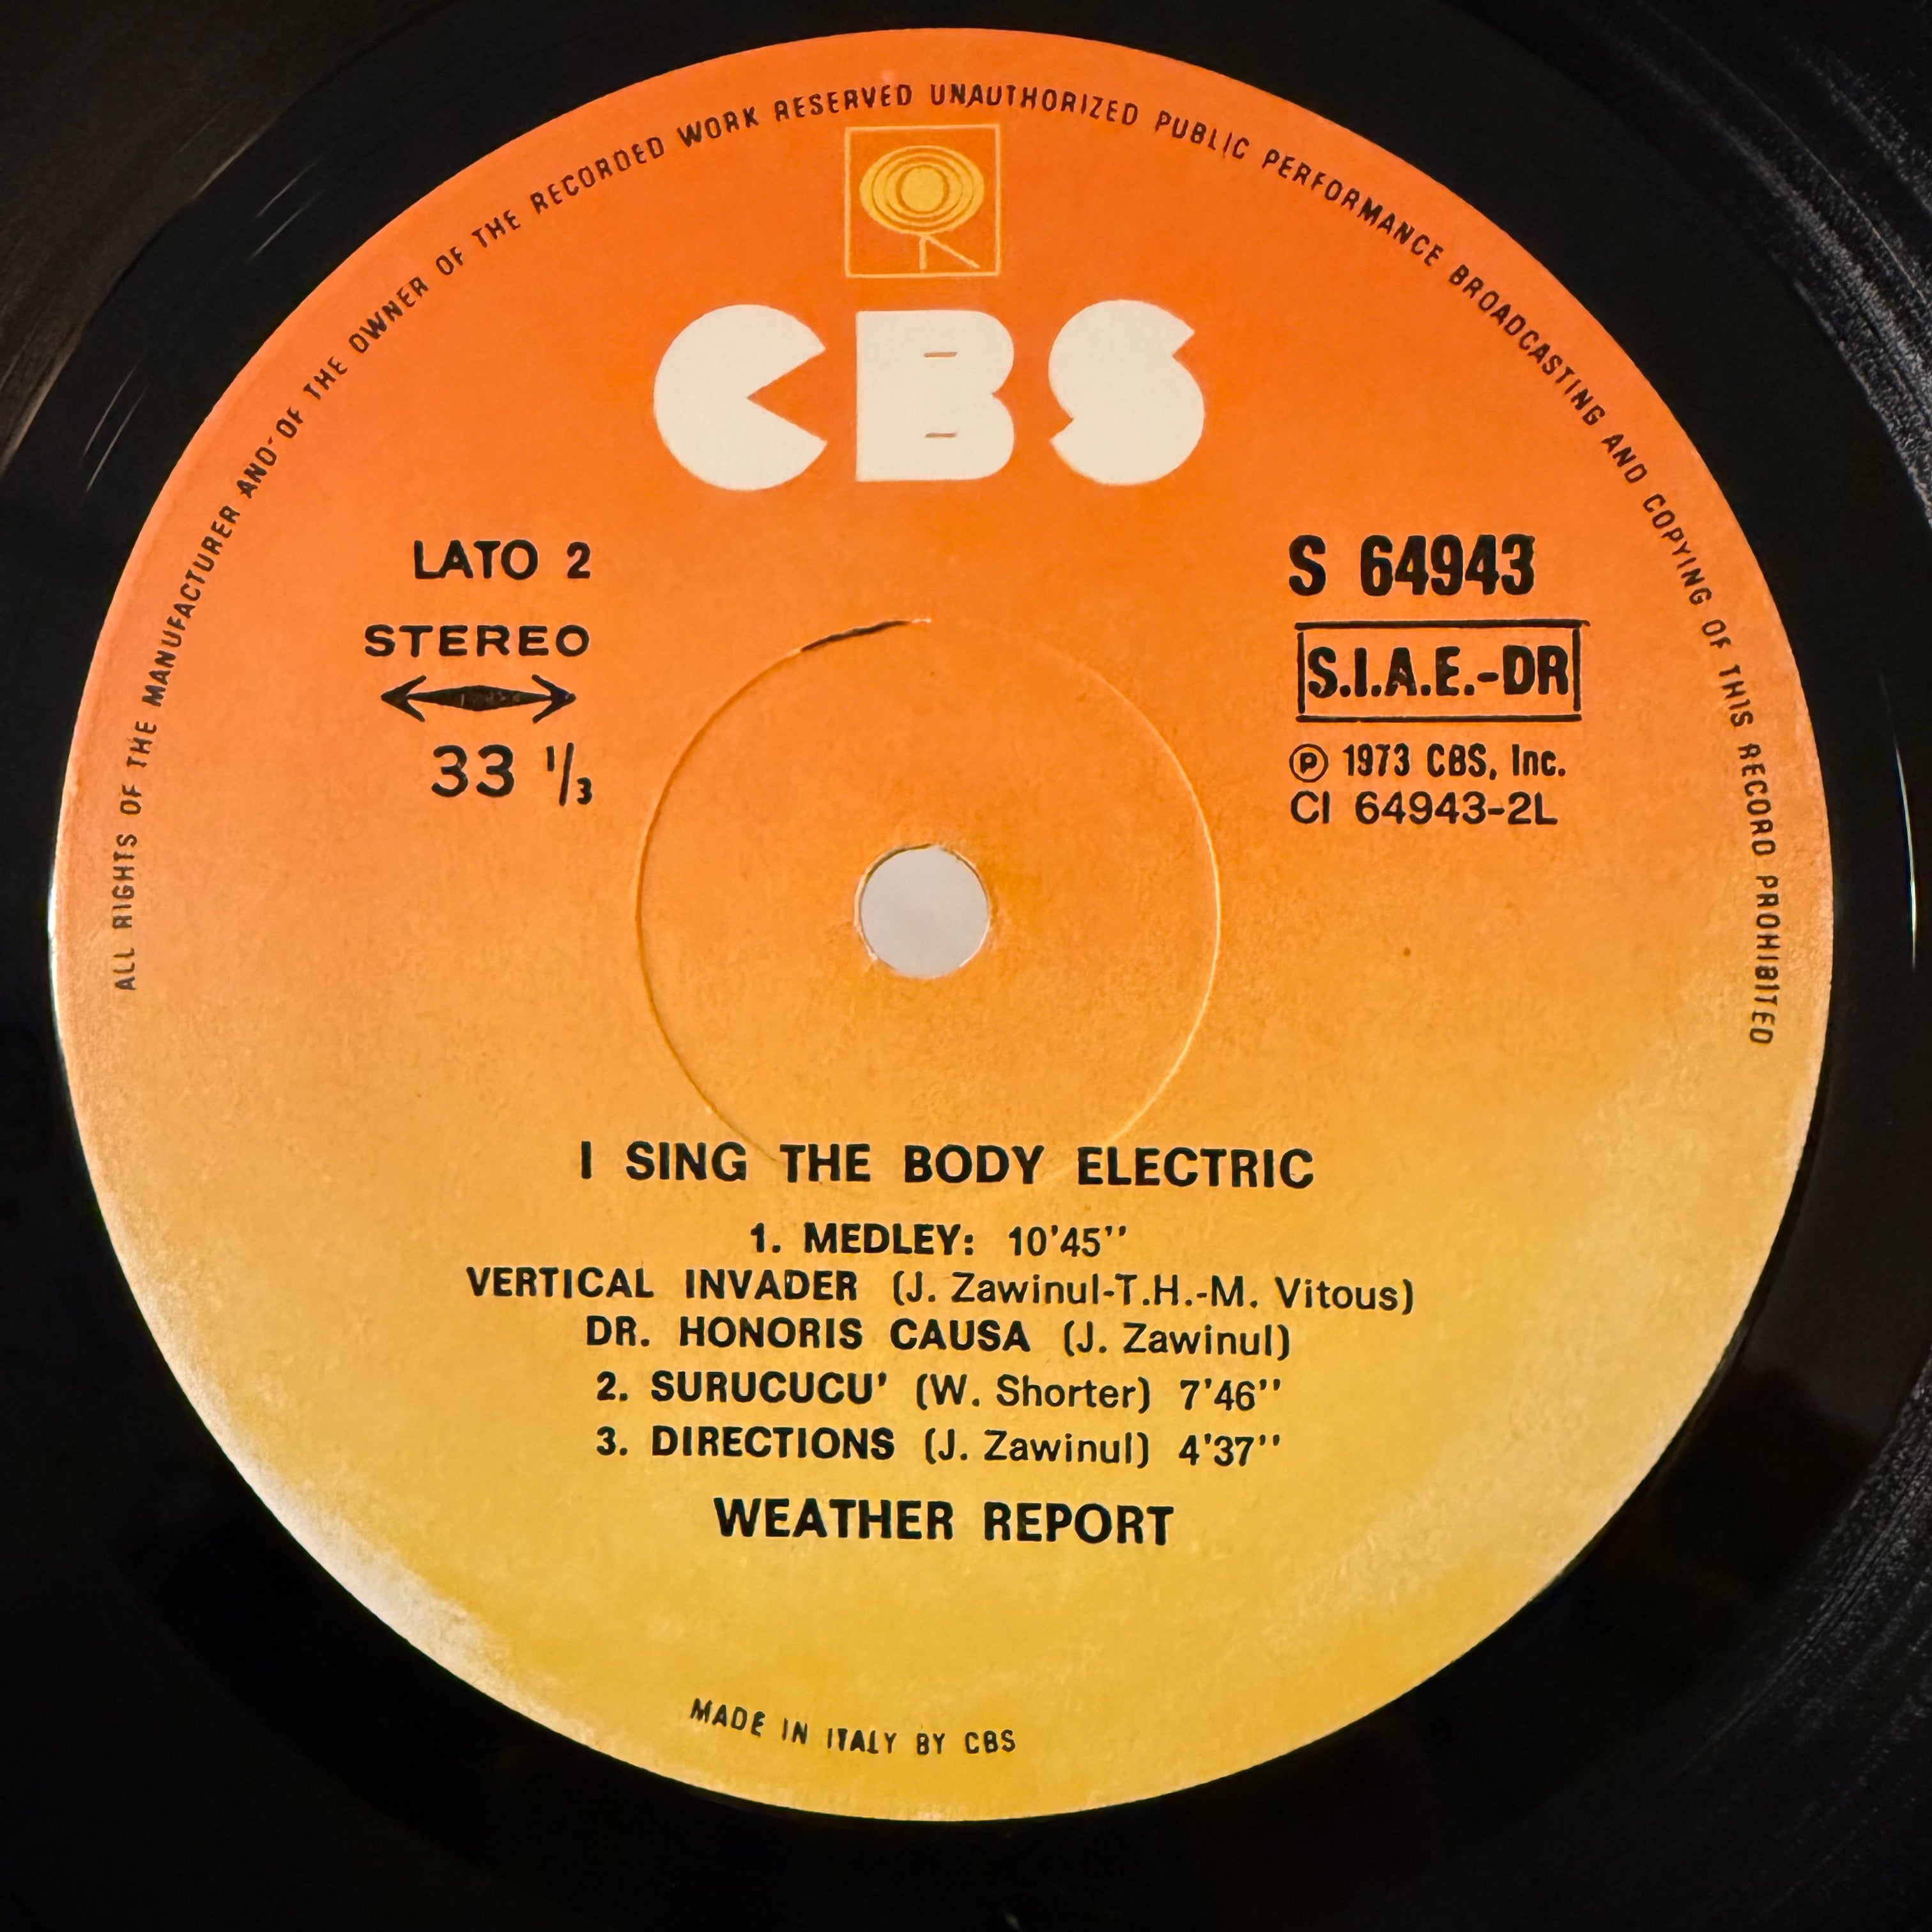 ALL RIGHTS OF THE MANUFACTURER AND OF THE OWNER OF THE RECORDED WORK RESERVED UNAUTHORIZED PUBLIC PERFORMANCE BROADCASTING AND COPYING OF THIS RECORD PROHIBITED
CBS
LATO 2
STEREO
33 1/3
S 64943
S.I.A.E.-DR
℗ 1973 CBS, Inc.
CI 64943-2L
I SING THE BODY ELECTRIC
1. MEDLEY: 10'45''
VERTICAL INVADER (J. Zawinul-T.H.-M. Vitous)
DR. HONORIS CAUSA (J. Zawinul)
2. SURUCUCU' (W. Shorter) 7'46''
3. DIRECTIONS (J. Zawinul) 4'37''
WEATHER REPORT
MADE IN ITALY BY CBS